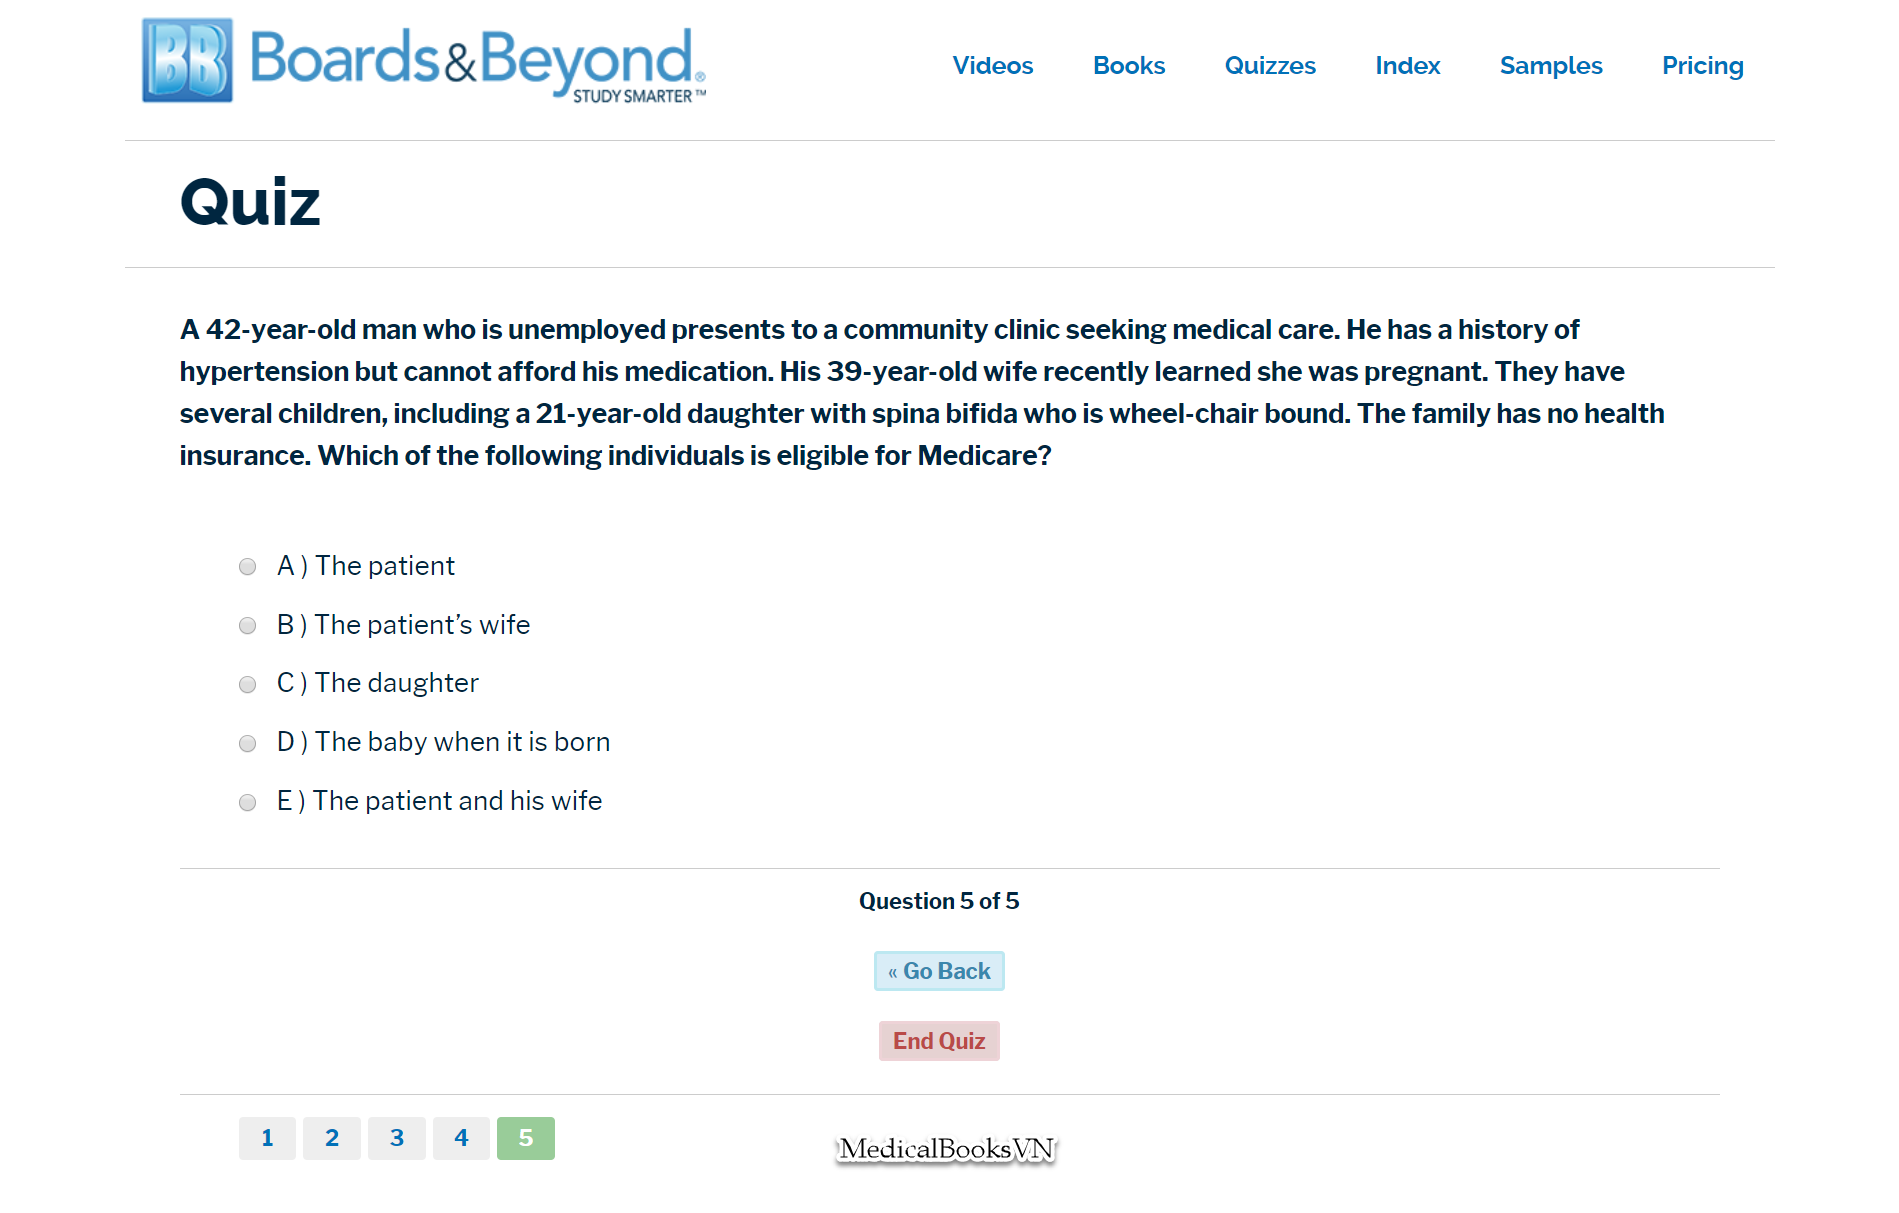 BB Boards&Beyond®
STUDY SMARTER™
Videos Books Quizzes Index Samples Pricing
Quiz
A 42-year-old man who is unemployed presents to a community clinic seeking medical care. He has a history of
hypertension but cannot afford his medication. His 39-year-old wife recently learned she was pregnant. They have
several children, including a 21-year-old daughter with spina bifida who is wheel-chair bound. The family has no health
insurance. Which of the following individuals is eligible for Medicare?
A ) The patient
B ) The patient’s wife
C ) The daughter
D ) The baby when it is born
E ) The patient and his wife
Question 5 of 5
« Go Back
End Quiz
1 2 3 4 5
MedicalBooksVN